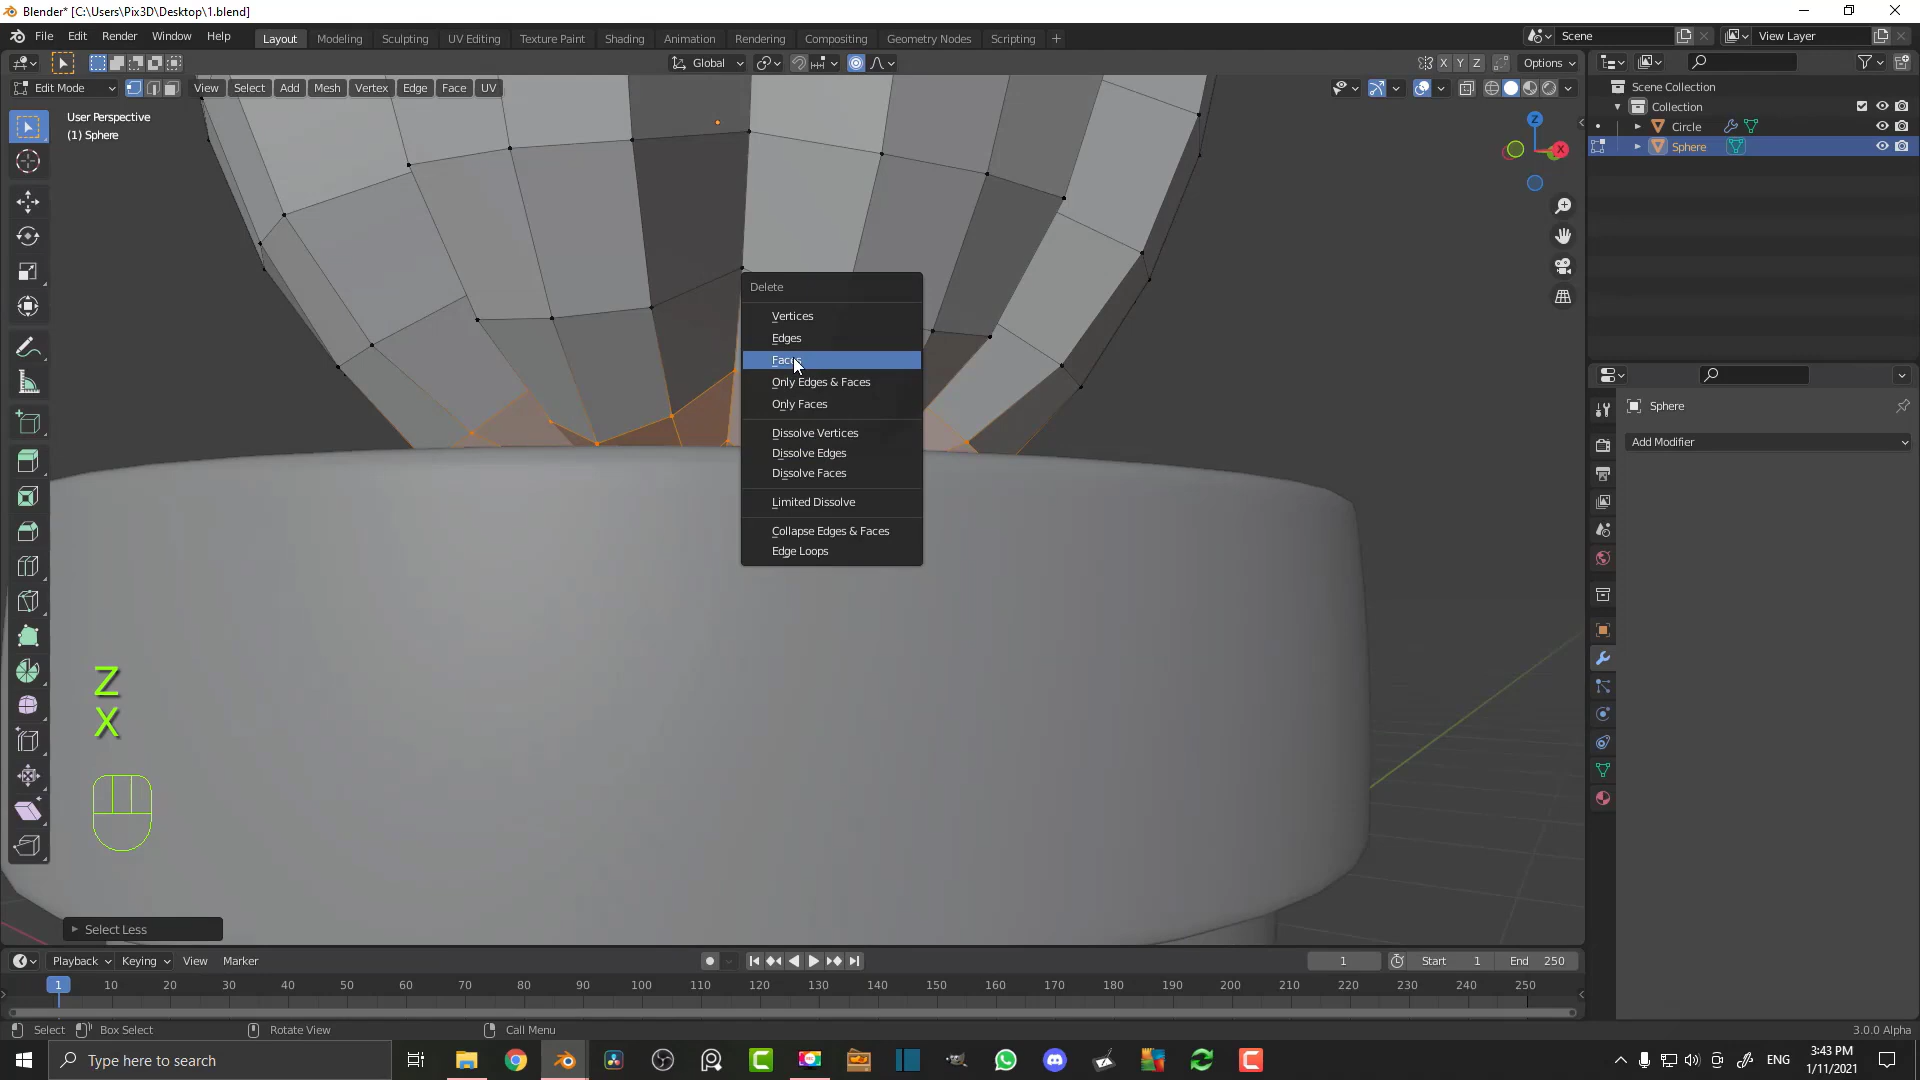 Blender* [C:\Users\Pix3D\Desktop\1.blend]
File Edit Render Window Help Layout Modeling Sculpting UV Editing Texture Paint Shading Animation Rendering Compositing Geometry Nodes Scripting + Scene View Layer
Global X Y Z Options
Edit Mode View Select Add Mesh Vertex Edge Face UV
User Perspective
(1) Sphere
Z
X
Scene Collection
Collection
Circle
Sphere
Delete
Vertices
Edges
Faces
Only Edges & Faces
Only Faces
Dissolve Vertices
Dissolve Edges
Dissolve Faces
Limited Dissolve
Collapse Edges & Faces
Edge Loops
Sphere
Add Modifier
Z
X
Select Less
Playback Keying View Marker 1 Start 1 End 250
1 10 20 30 40 50 60 70 80 90 100 110 120 130 140 150 160 170 180 190 200 210 220 230 240 250
Select Box Select Rotate View Call Menu 3.0.0 Alpha
Type here to search ENG 3:43 PM
1/11/2021